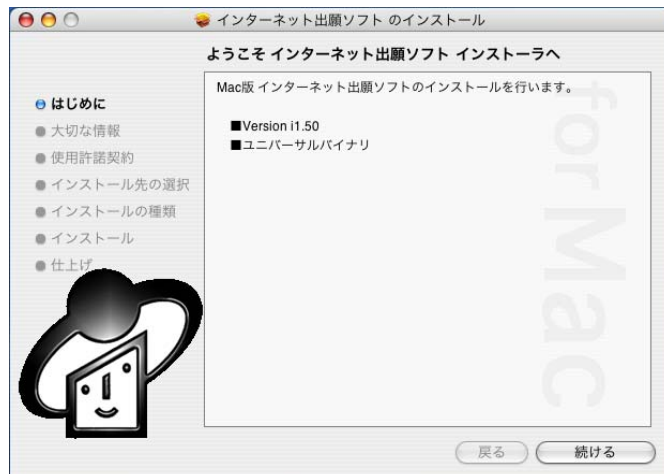 インターネット出願ソフト のインストール
ようこそ インターネット出願ソフト インストーラへ
はじめに
大切な情報
使用許諾契約
インストール先の選択
インストールの種類
インストール
仕上げ
Mac版 インターネット出願ソフトのインストールを行います。
■Version i1.50
■ユニバーサルバイナリ
for Mac
戻る
続ける